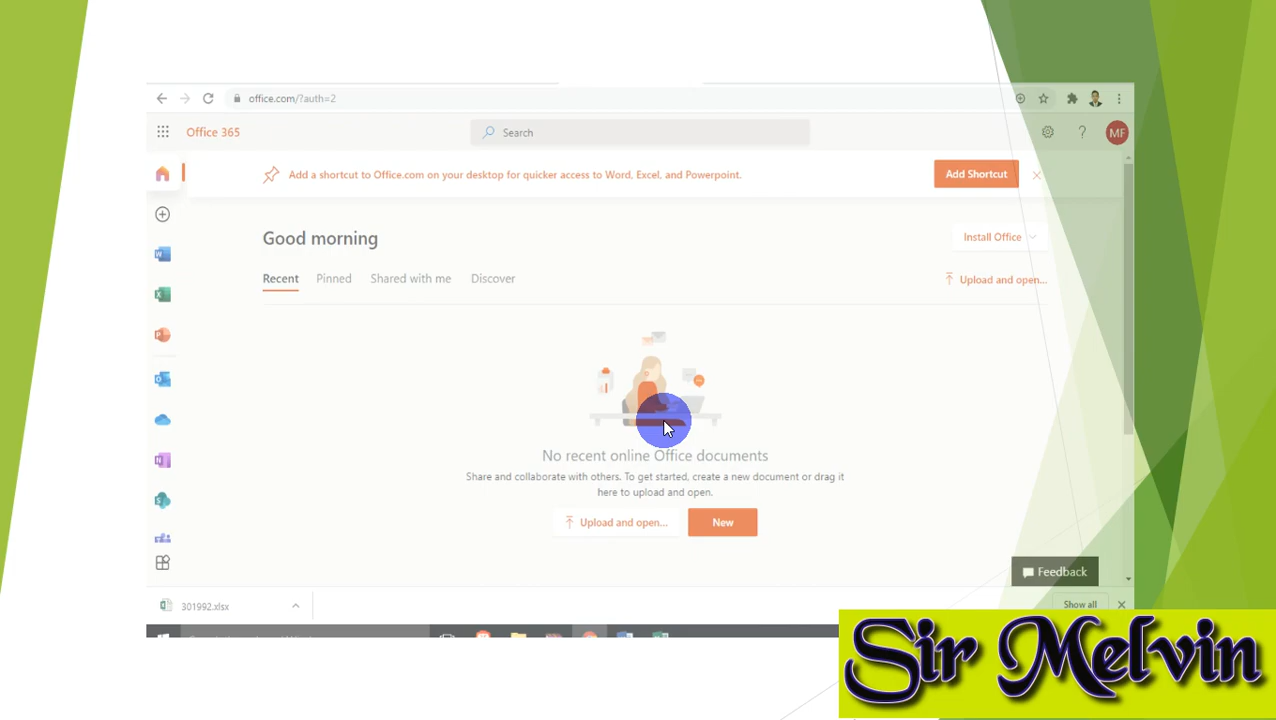 office.com/?auth=2
Office 365
Search
MF
Add a shortcut to Office.com on your desktop for quicker access to Word, Excel, and Powerpoint.
Add Shortcut
Good morning
Install Office
Recent Pinned Shared with me Discover
Upload and open...
No recent online Office documents
Share and collaborate with others. To get started, create a new document or drag it
here to upload and open.
Upload and open...
New
Feedback
301992.xlsx
Show all
Sir Melvin